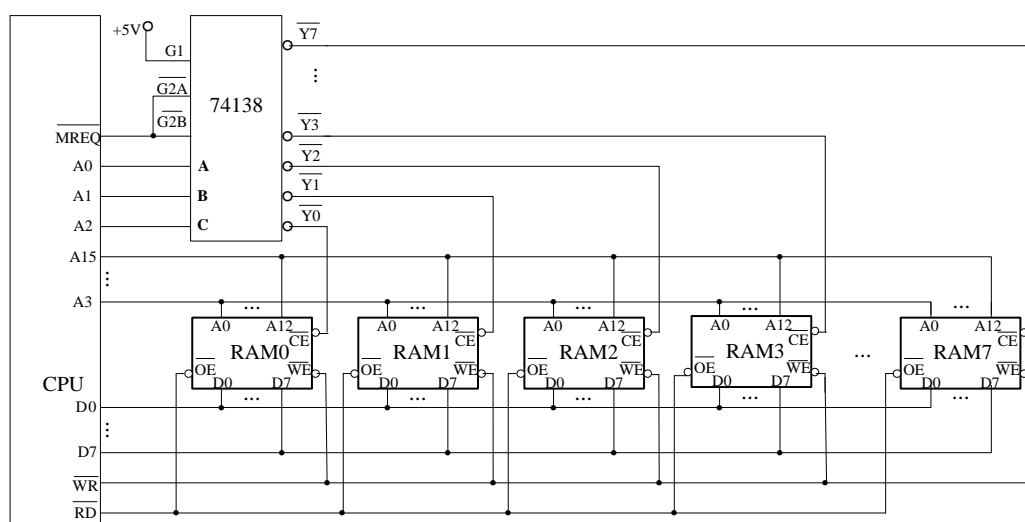 +5V
G1
G2A
G2B
74138
Y7
...
Y3
Y2
Y1
Y0
MREQ
A0
A
A1
B
A2
C
A15
...
A3
... ... ... ... ...
A0 A12 A0 A12 A0 A12 A0 A12 A0 A12
CE CE CE CE
RAM0 RAM1 RAM2 RAM3 ... RAM7
OE WE OE WE OE WE OE WE OE WE
D0 D7 D0 D7 D0 D7 D0 D7 D0 D7
... ... ... ... ...
CPU
D0
...
D7
WR
RD